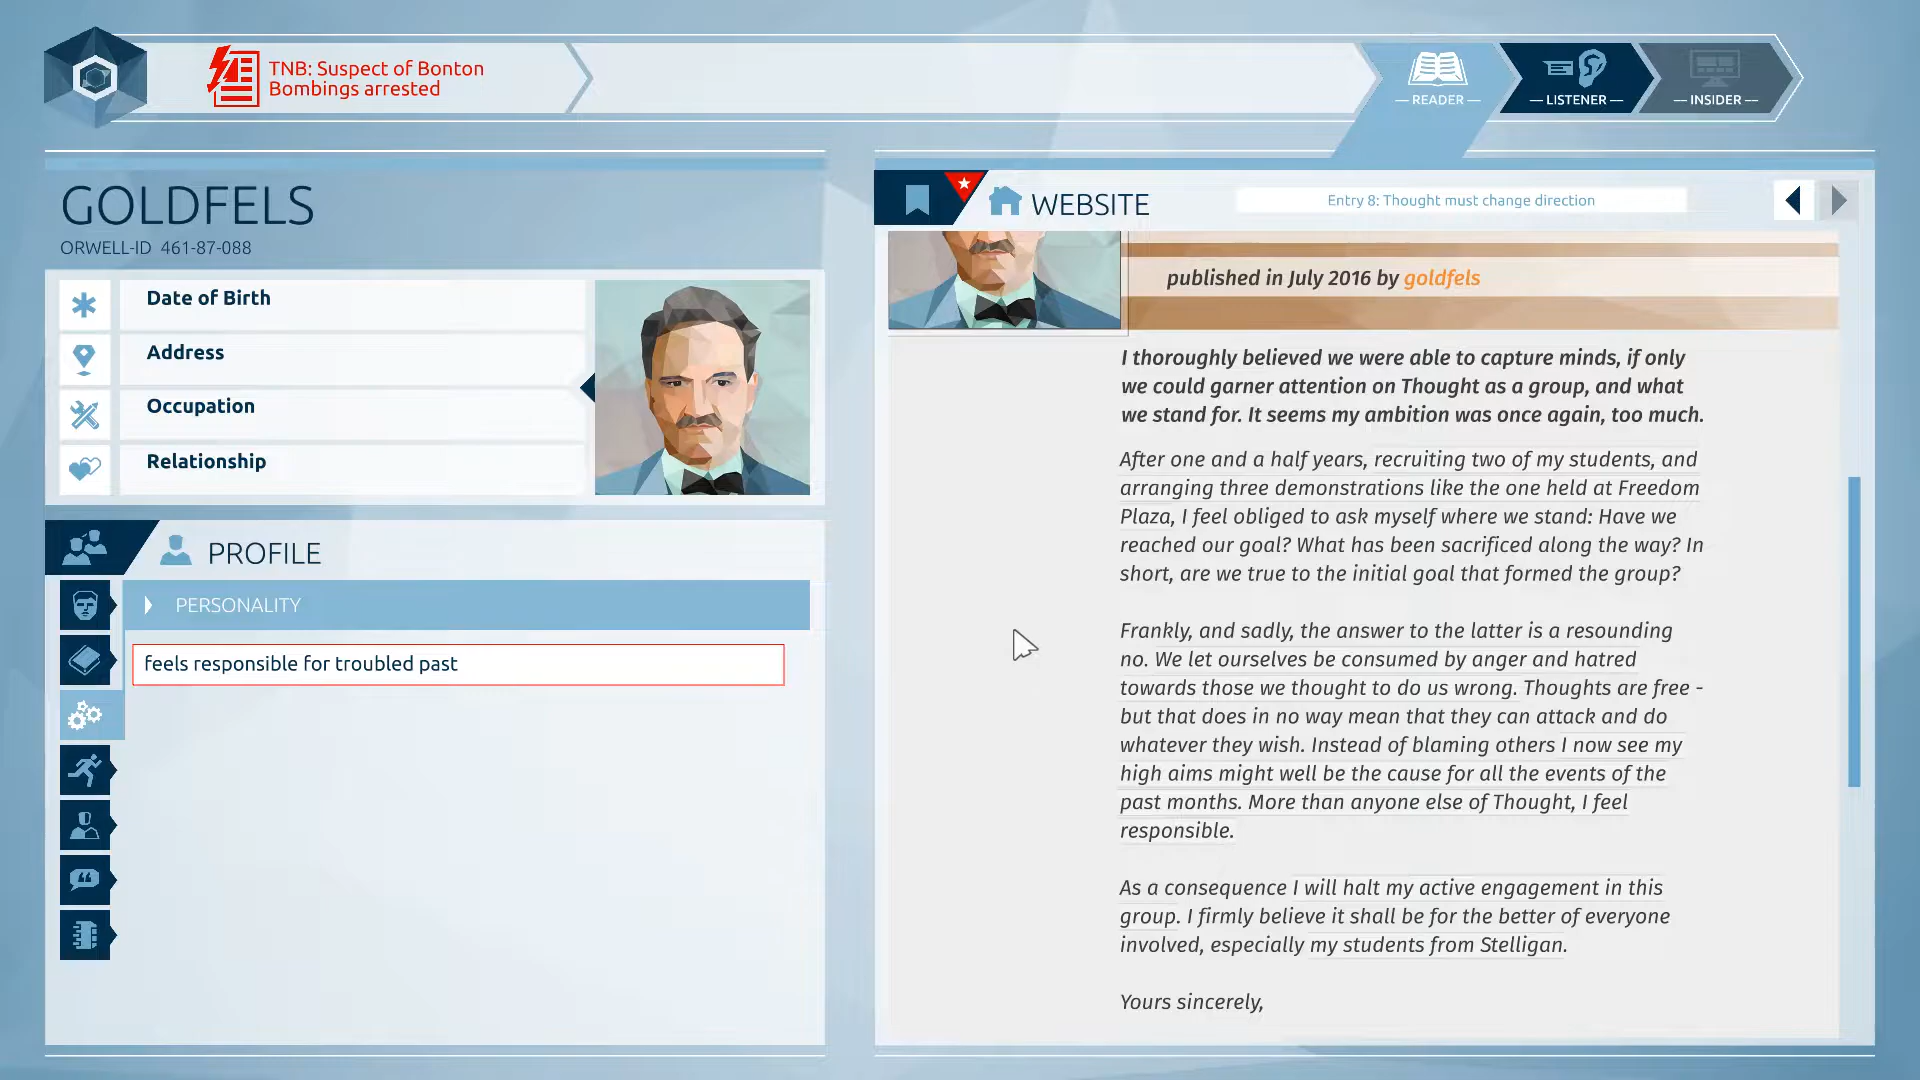 TNB: Suspect of Bonton
Bombings arrested
READER
LISTENER
INSIDER
GOLDFELS
ORWELL-ID 461-87-088
Date of Birth
Address
Occupation
Relationship
PROFILE
PERSONALITY
feels responsible for troubled past
WEBSITE
Entry 8: Thought must change direction
published in July 2016 by goldfels
I thoroughly believed we were able to capture minds, if only
we could garner attention on Thought as a group, and what
we stand for. It seems my ambition was once again, too much.
After one and a half years, recruiting two of my students, and
arranging three demonstrations like the one held at Freedom
Plaza, I feel obliged to ask myself where we stand: Have we
reached our goal? What has been sacrificed along the way? In
short, are we true to the initial goal that formed the group?
Frankly, and sadly, the answer to the latter is a resounding
no. We let ourselves be consumed by anger and hatred
towards those we thought to do us wrong. Thoughts are free -
but that does in no way mean that they can attack and do
whatever they wish. Instead of blaming others I now see my
high aims might well be the cause for all the events of the
past months. More than anyone else of Thought, I feel
responsible.
As a consequence I will halt my active engagement in this
group. I firmly believe it shall be for the better of everyone
involved, especially my students from Stelligan.
Yours sincerely,